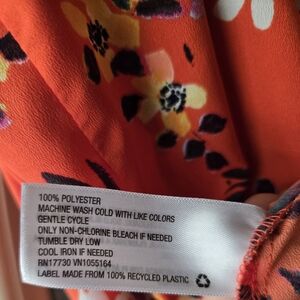 100% POLYESTER
MACHINE WASH COLD WITH LIKE COLORS
GENTLE CYCLE
ONLY NON-CHLORINE BLEACH IF NEEDED
TUMBLE DRY LOW
COOL IRON IF NEEDED
RN17730 VN1055164
LABEL MADE FROM 100% RECYCLED PLASTIC